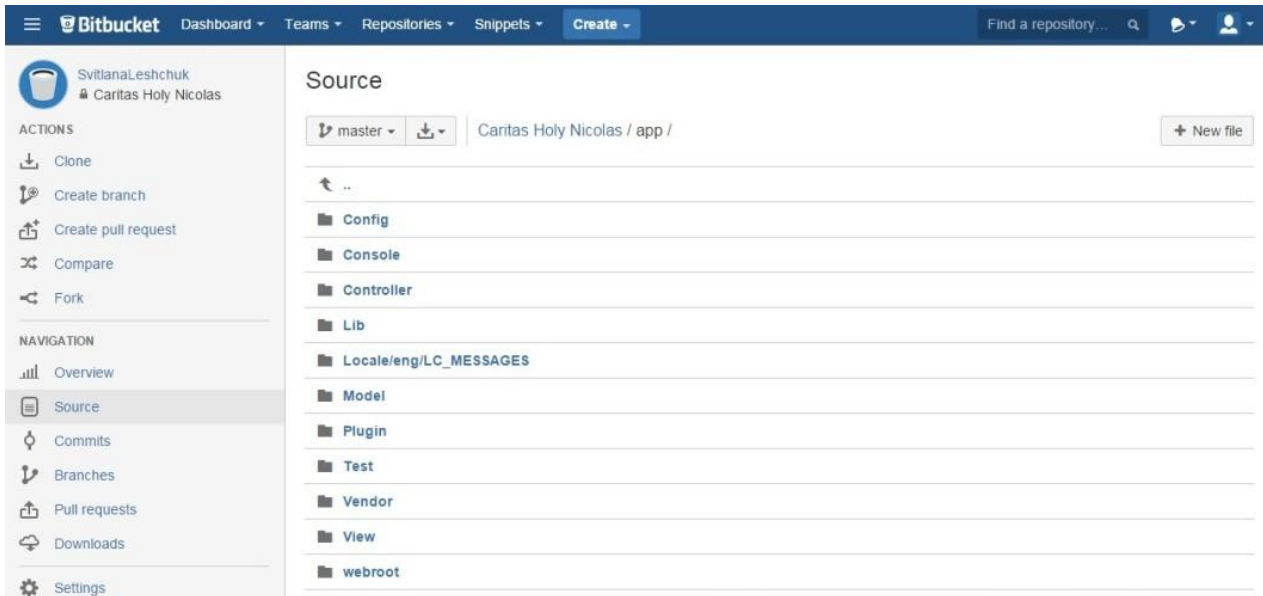 Bitbucket Dashboard Teams Repositories Snippets Create Find a repository...
SvitlanaLeshchuk
Caritas Holy Nicolas
ACTIONS
Clone
Create branch
Create pull request
Compare
Fork
NAVIGATION
Overview
Source
Commits
Branches
Pull requests
Downloads
Settings
Source
master Caritas Holy Nicolas / app / + New file
..
Config
Console
Controller
Lib
Locale/eng/LC_MESSAGES
Model
Plugin
Test
Vendor
View
webroot